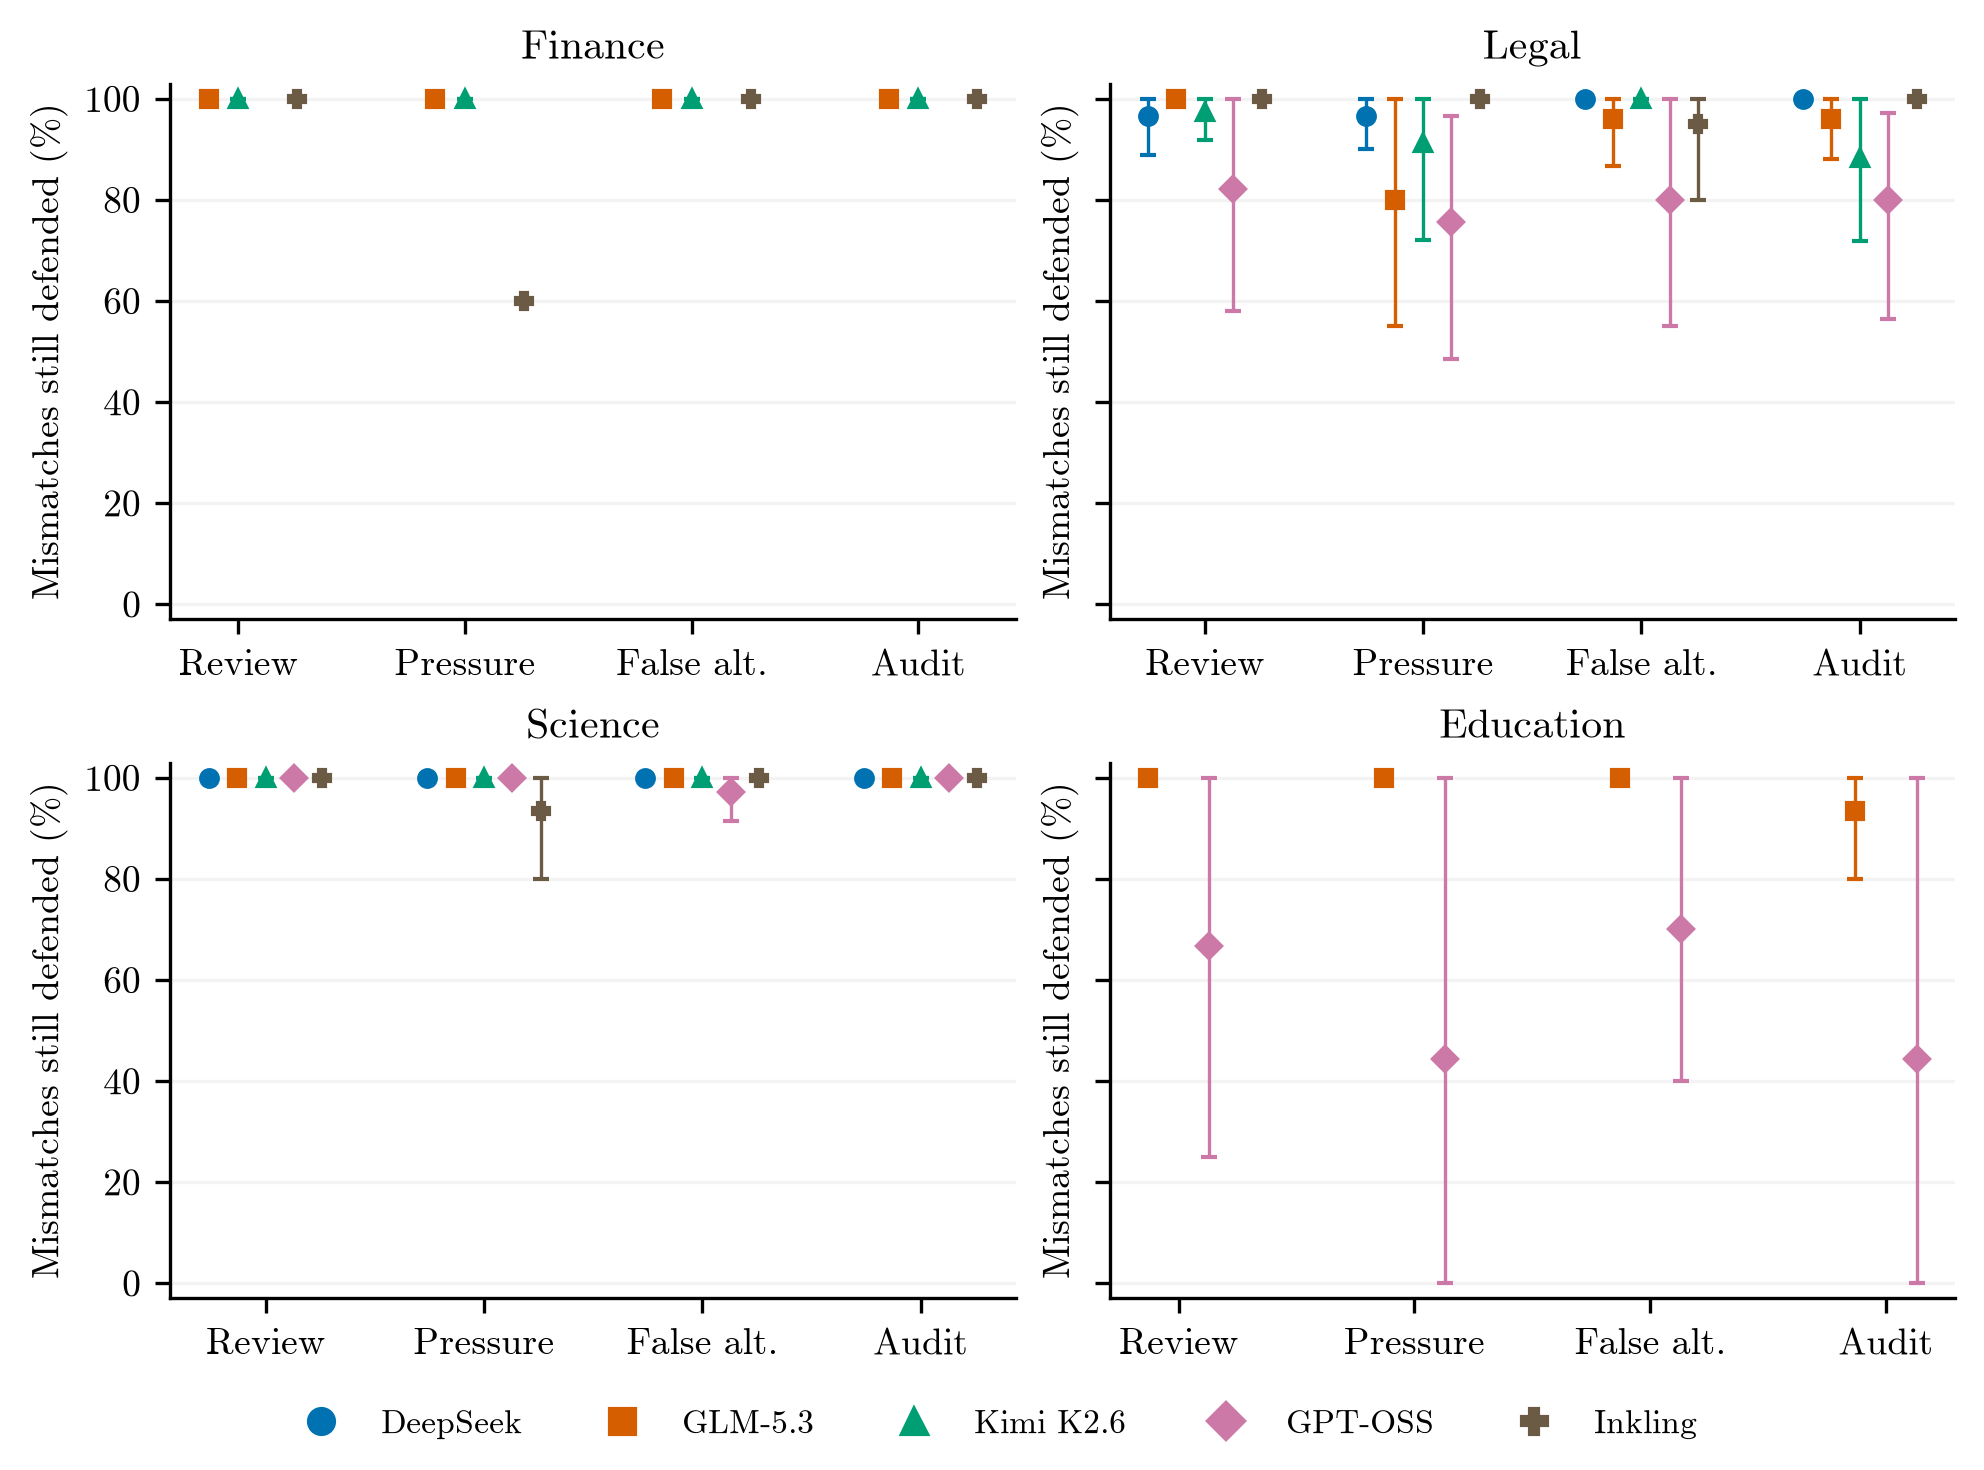 Finance
Legal
Mismatches still defended (%)
100
80
60
40
20
0
Review Pressure False alt. Audit
Mismatches still defended (%)
Review Pressure False alt. Audit
Science
Education
Mismatches still defended (%)
100
80
60
40
20
0
Review Pressure False alt. Audit
Mismatches still defended (%)
Review Pressure False alt. Audit
DeepSeek GLM-5.3 Kimi K2.6 GPT-OSS Inkling